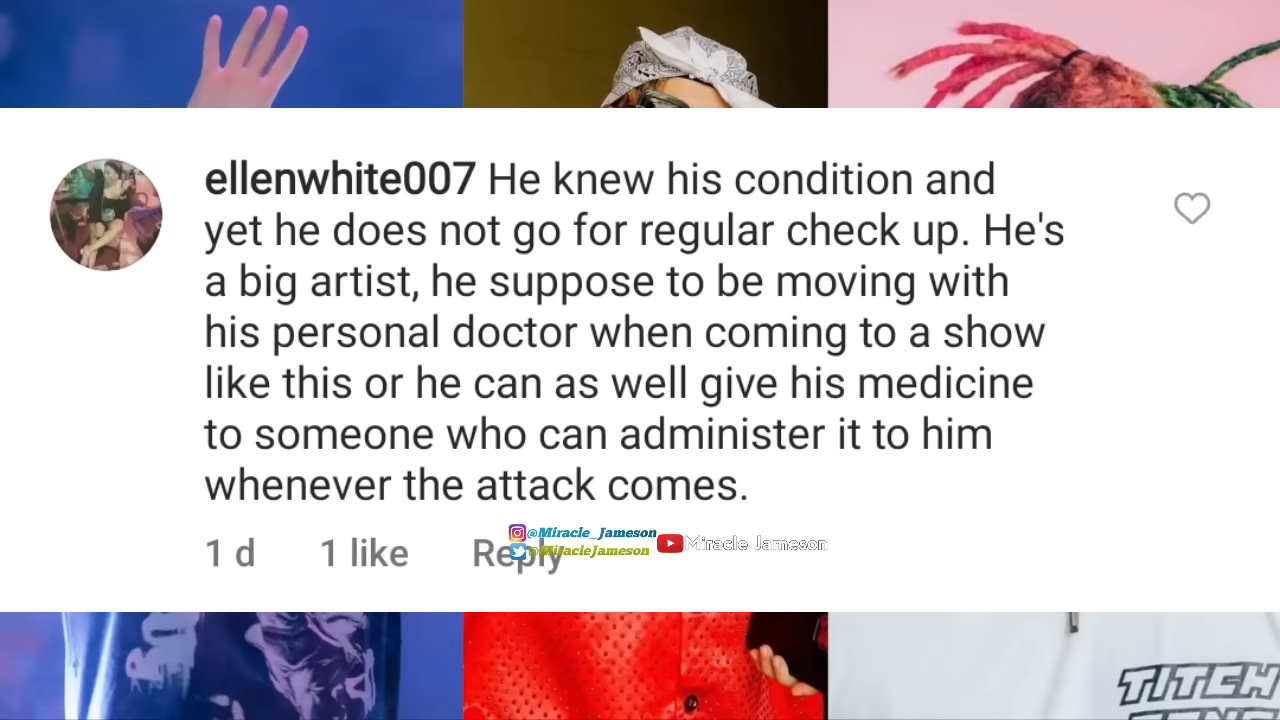 ellenwhite007 He knew his condition and
yet he does not go for regular check up. He's
a big artist, he suppose to be moving with
his personal doctor when coming to a show
like this or he can as well give his medicine
to someone who can administer it to him
whenever the attack comes.
1 d 1 like Reply
@Miracle_Jameson
@MiracleJameson
Miracle Jameson
TITCH